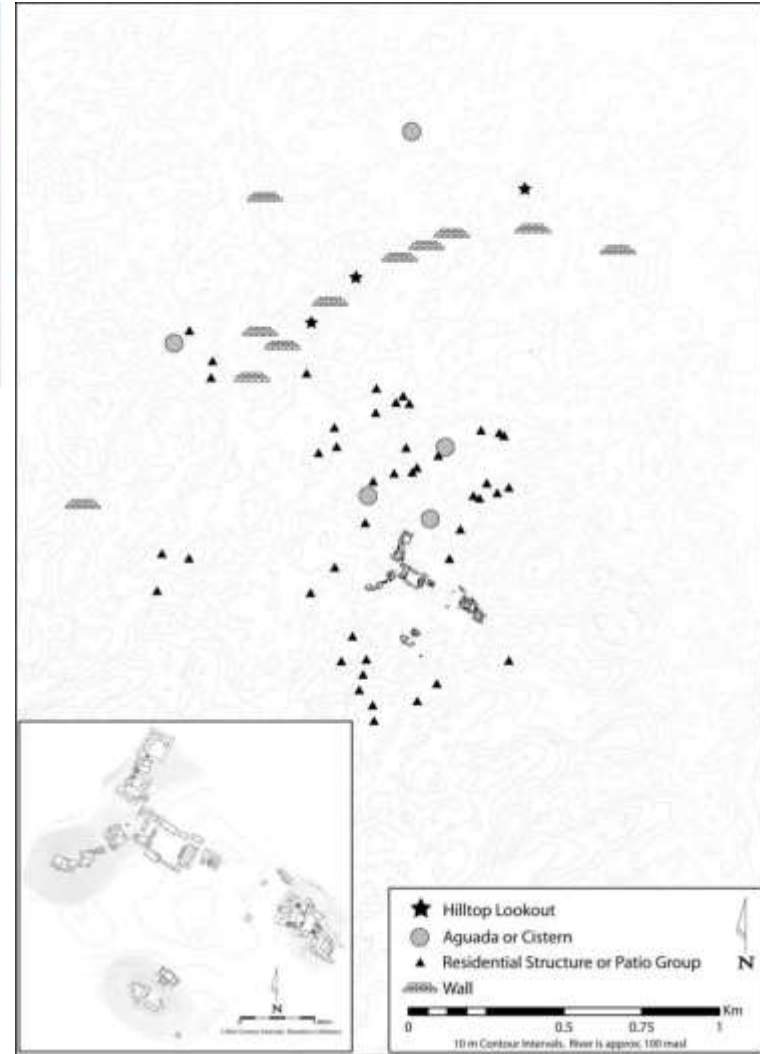 N
Hilltop Lookout
Aguada or Cistern
Residential Structure or Patio Group
N
Wall
Km
0 0.5 0.75 1
10 m Contour Intervals. River is approx. 100 masl